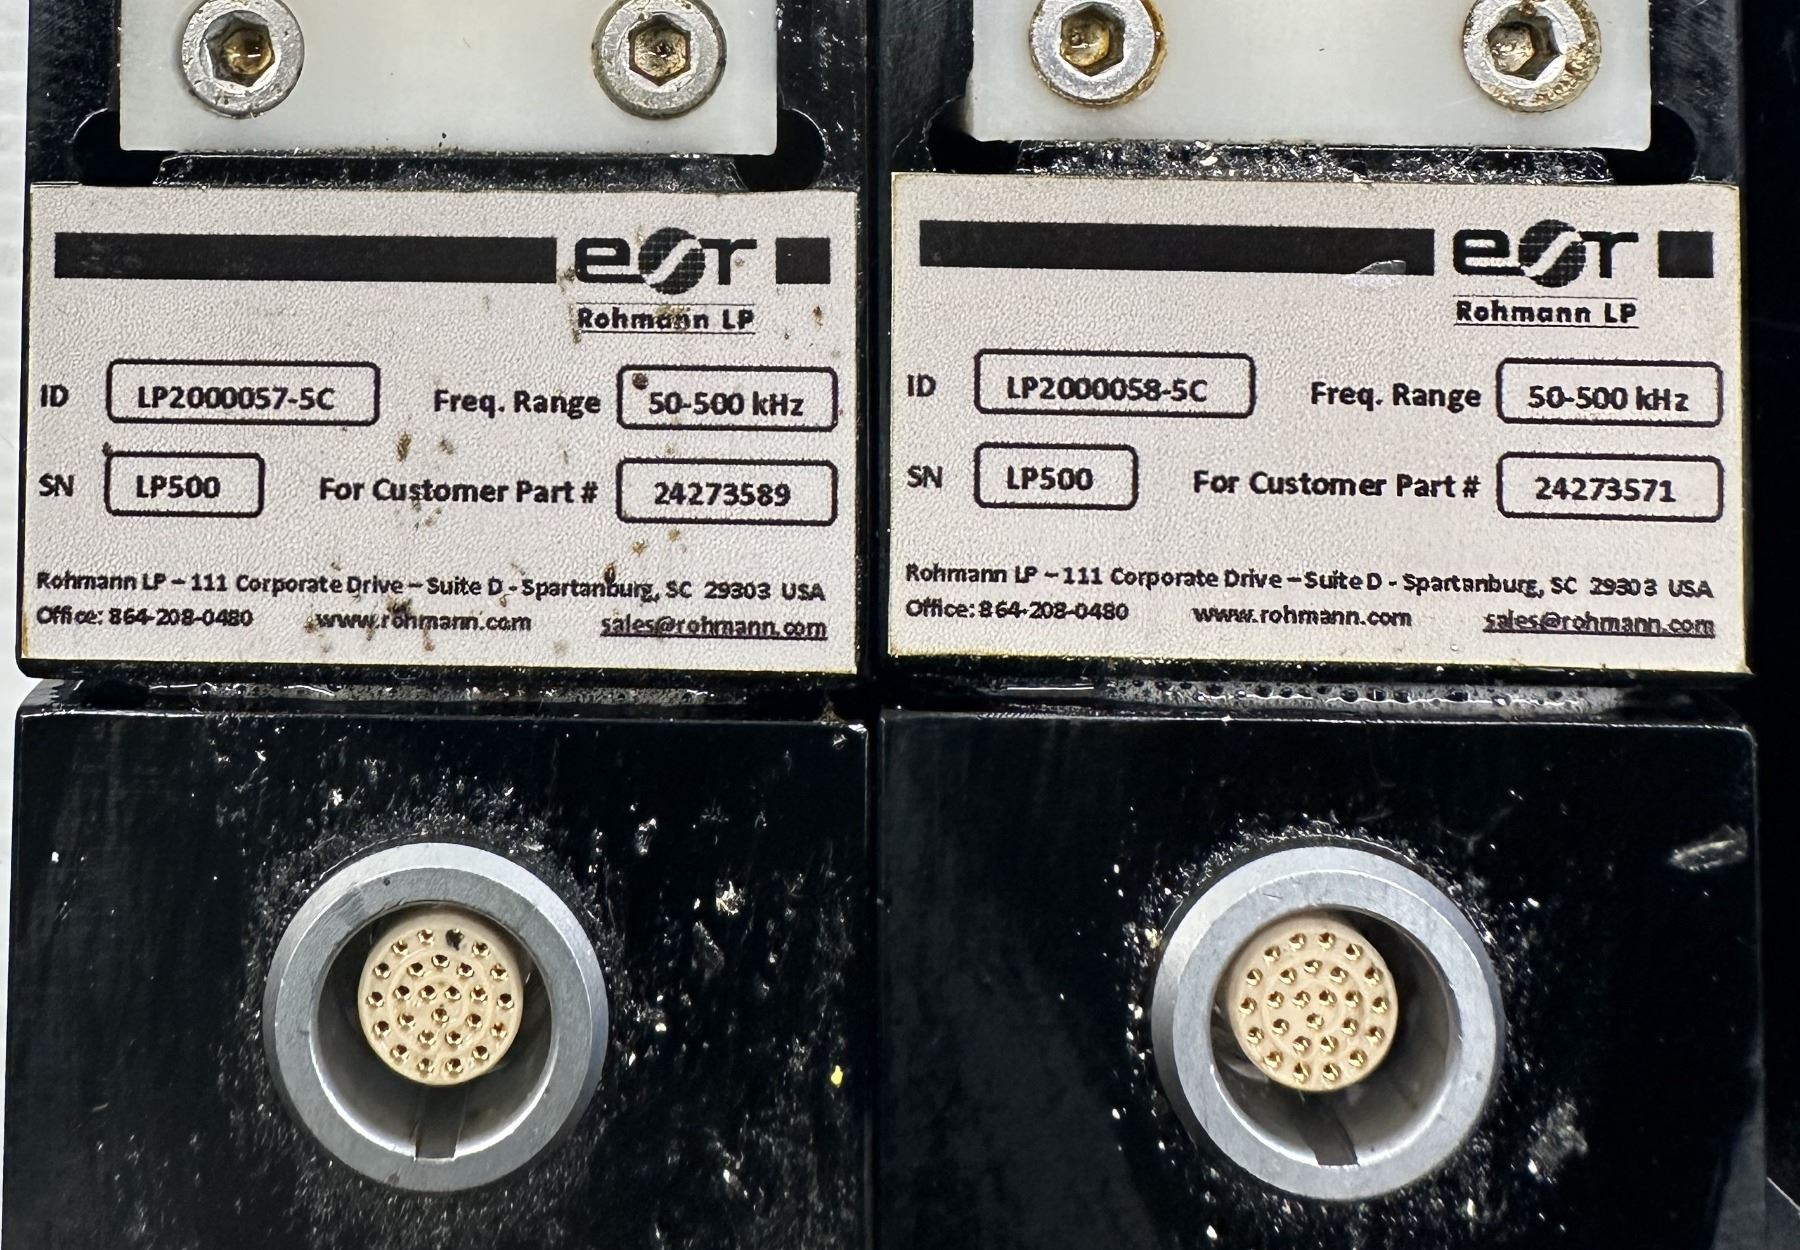 esr
Rohmann LP
ID LP2000057-5C Freq. Range 50-500 kHz
SN LP500 For Customer Part # 24273589
Rohmann LP – 111 Corporate Drive – Suite D - Spartanburg, SC 29303 USA
Office: 864-208-0480 www.rohmann.com sales@rohmann.com
esr
Rohmann LP
ID LP2000058-5C Freq. Range 50-500 kHz
SN LP500 For Customer Part # 24273571
Rohmann LP – 111 Corporate Drive – Suite D - Spartanburg, SC 29303 USA
Office: 864-208-0480 www.rohmann.com sales@rohmann.com